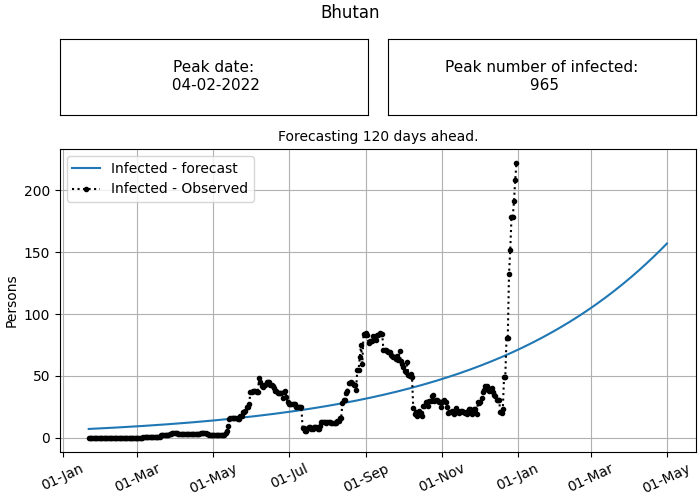 Bhutan
Peak date:
04-02-2022
Peak number of infected:
965
Forecasting 120 days ahead.
Infected - forecast
Infected - Observed
Persons
200
150
100
50
0
01-Jan
01-Mar
01-May
01-Jul
01-Sep
01-Nov
01-Jan
01-Mar
01-May